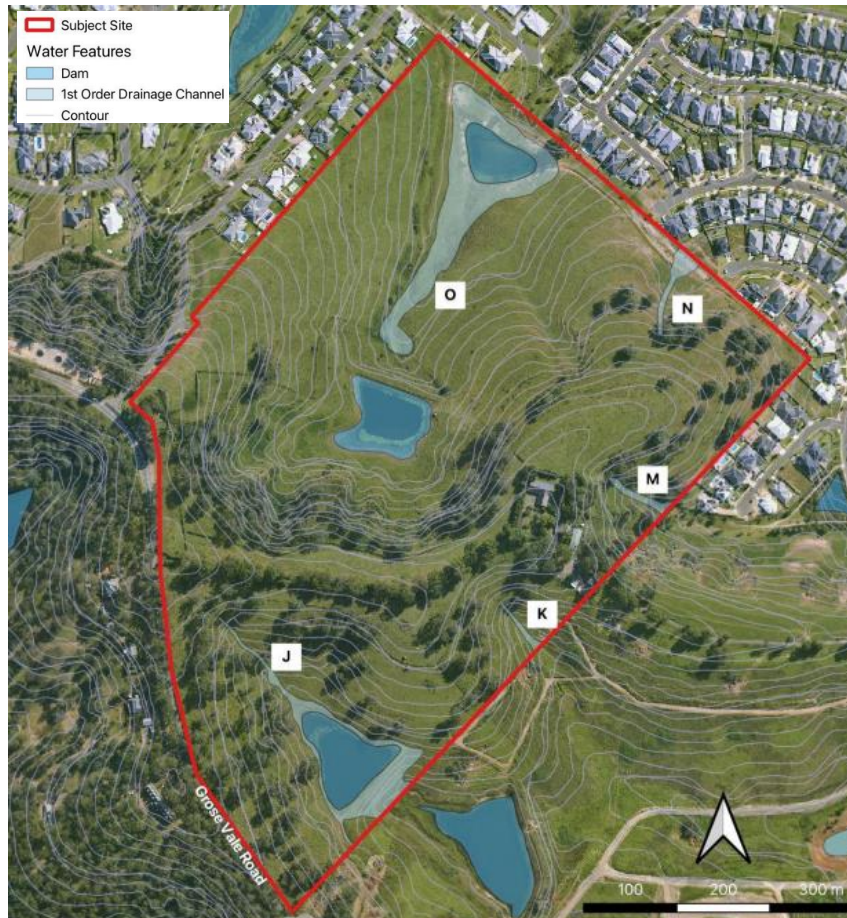 Subject Site
Water Features
Dam
1st Order Drainage Channel
Contour
O
N
M
K
J
Grose Vale Road
100 200 300 m